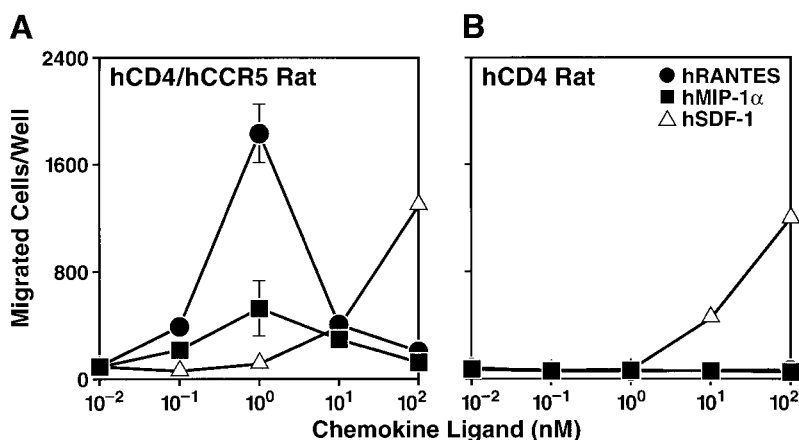 A
B
hCD4/hCCR5 Rat
hCD4 Rat
hRANTES
hMIP-1α
hSDF-1
Migrated Cells/Well
2400
1600
800
0
10⁻² 10⁻¹ 10⁰ 10¹ 10²
10⁻² 10⁻¹ 10⁰ 10¹ 10²
Chemokine Ligand (nM)